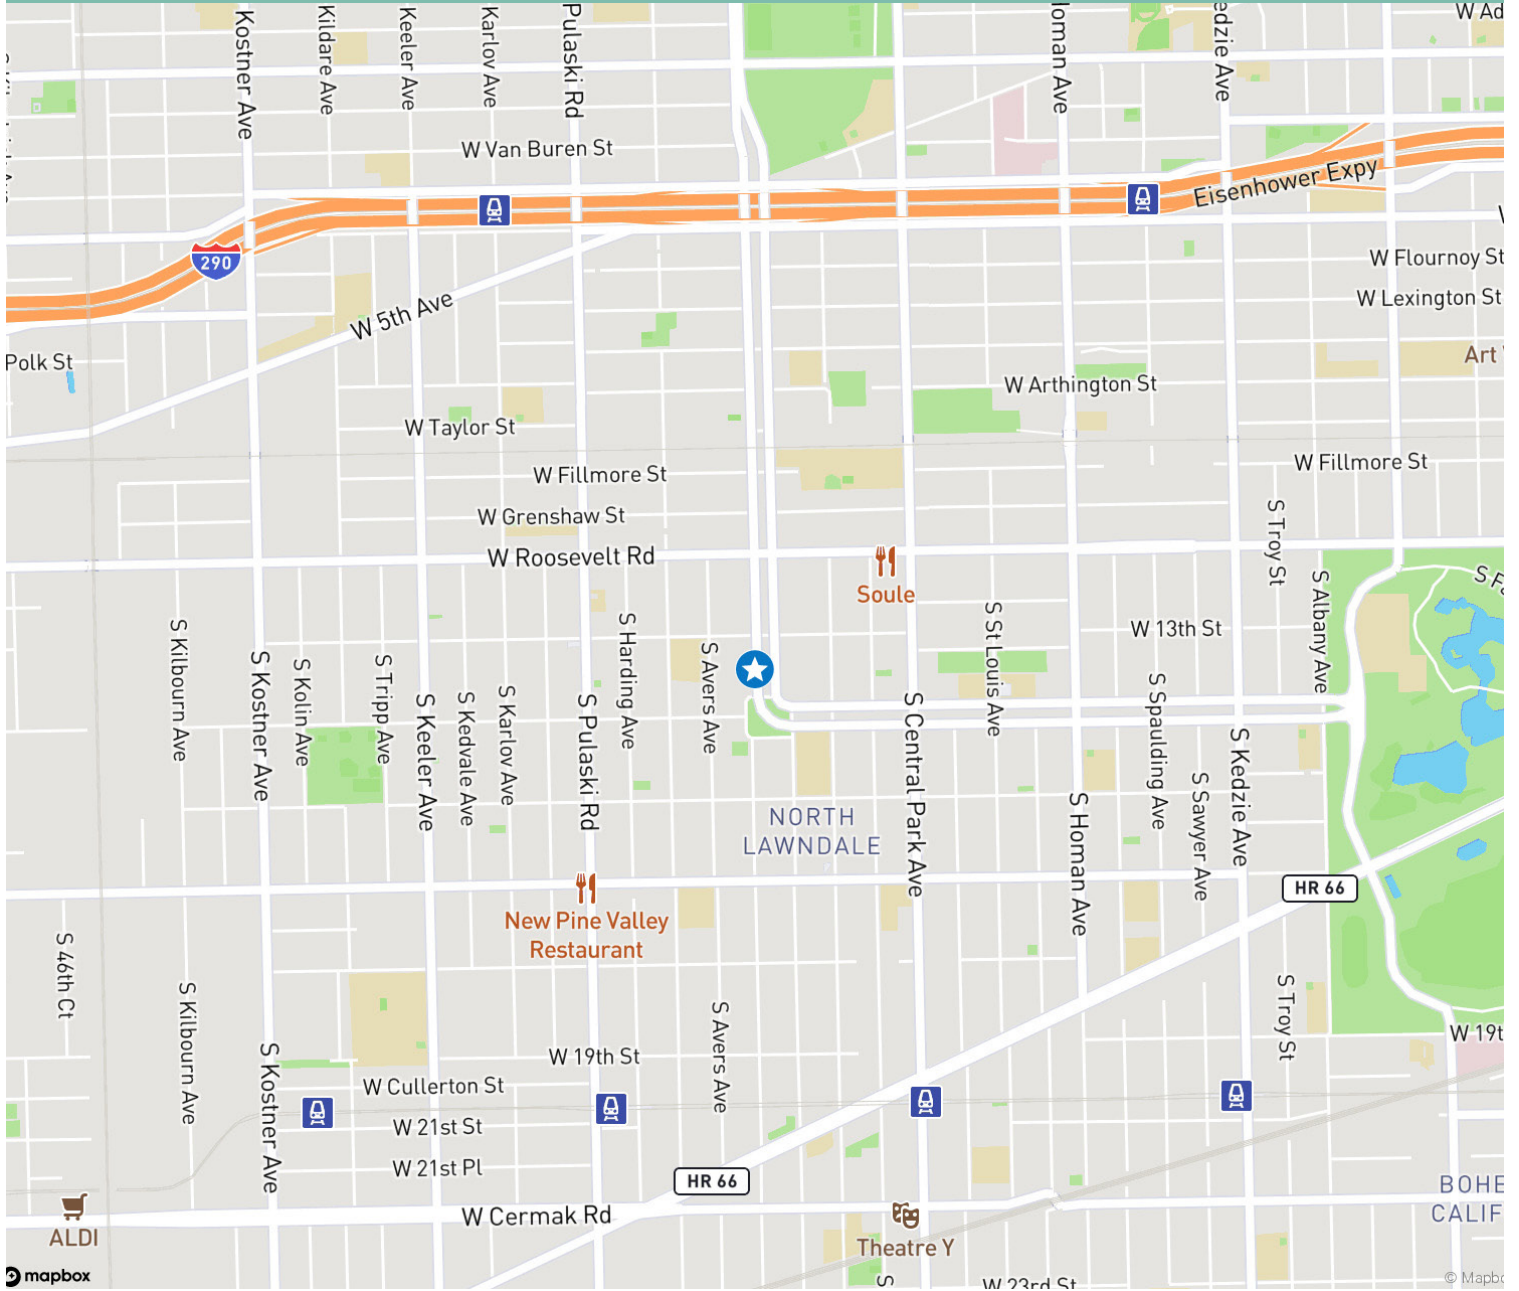 Kostner Ave
Kildare Ave
Keeler Ave
Karlov Ave
Pulaski Rd
Homan Ave
Kedzie Ave
W Ad
W Van Buren St
Eisenhower Expy
290
W Flournoy St
W Lexington St
W 5th Ave
Polk St
Art
W Arthington St
W Taylor St
W Fillmore St
W Fillmore St
W Grenshaw St
S Troy St
W Roosevelt Rd
Soule
S Albany Ave
S Kilbourn Ave
S Kostner Ave
S Kolin Ave
S Tripp Ave
S Keeler Ave
S Kedvale Ave
S Karlov Ave
S Pulaski Rd
S Harding Ave
S Avers Ave
S Central Park Ave
S St Louis Ave
W 13th St
S Homan Ave
S Spaulding Ave
S Sawyer Ave
S Kedzie Ave
NORTH
LAWNDALE
HR 66
New Pine Valley
Restaurant
S 46th Ct
S Kilbourn Ave
S Kostner Ave
S Avers Ave
S Troy St
W 19t
W 19th St
W Cullerton St
W 21st St
W 21st Pl
HR 66
W Cermak Rd
ALDI
Theatre Y
BOHE
CALIF
W 23rd St
S
mapbox
© Mapbo